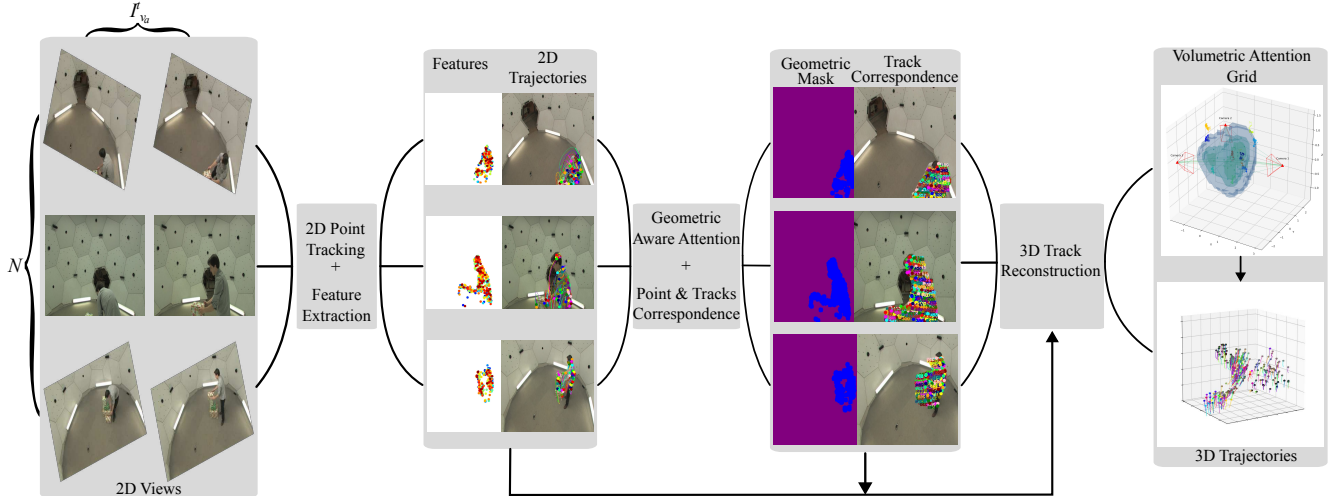 I^t_{v_a}
N
2D Views
2D Point
Tracking
+
Feature
Extraction
Features
2D
Trajectories
Geometric
Aware Attention
+
Point & Tracks
Correspondence
Geometric
Mask
Track
Correspondence
3D Track
Reconstruction
Volumetric Attention
Grid
3D Trajectories